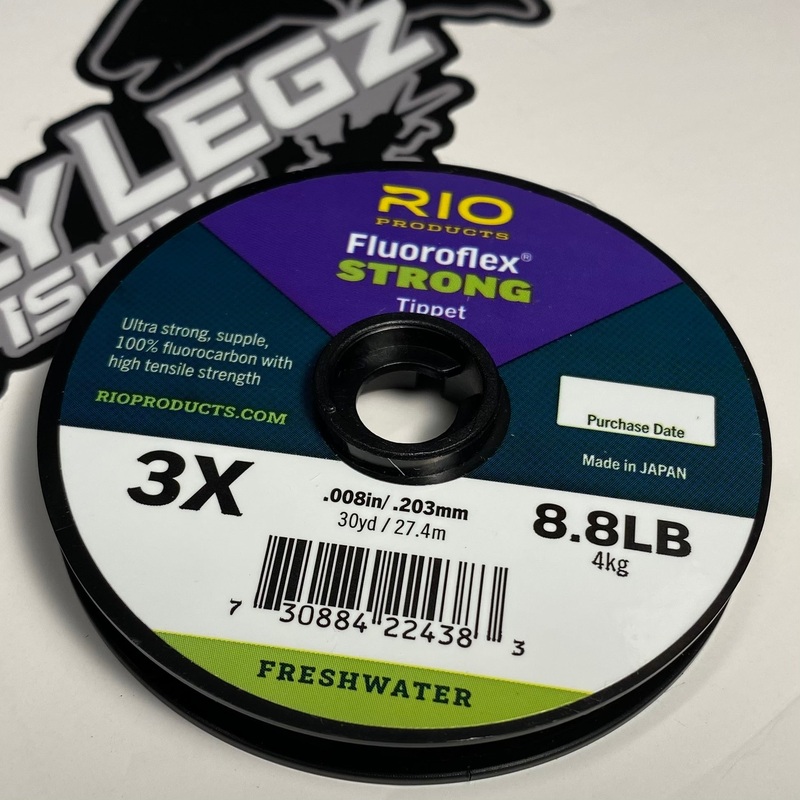 LEGZ
RIO
PRODUCTS
Fluoroflex®
STRONG
Tippet
Ultra strong, supple,
100% fluorocarbon with
high tensile strength
RIOPRODUCTS.COM
Purchase Date
Made in JAPAN
3X
.008in/ .203mm
30yd / 27.4m
8.8LB
4kg
7 30884 22438 3
FRESHWATER